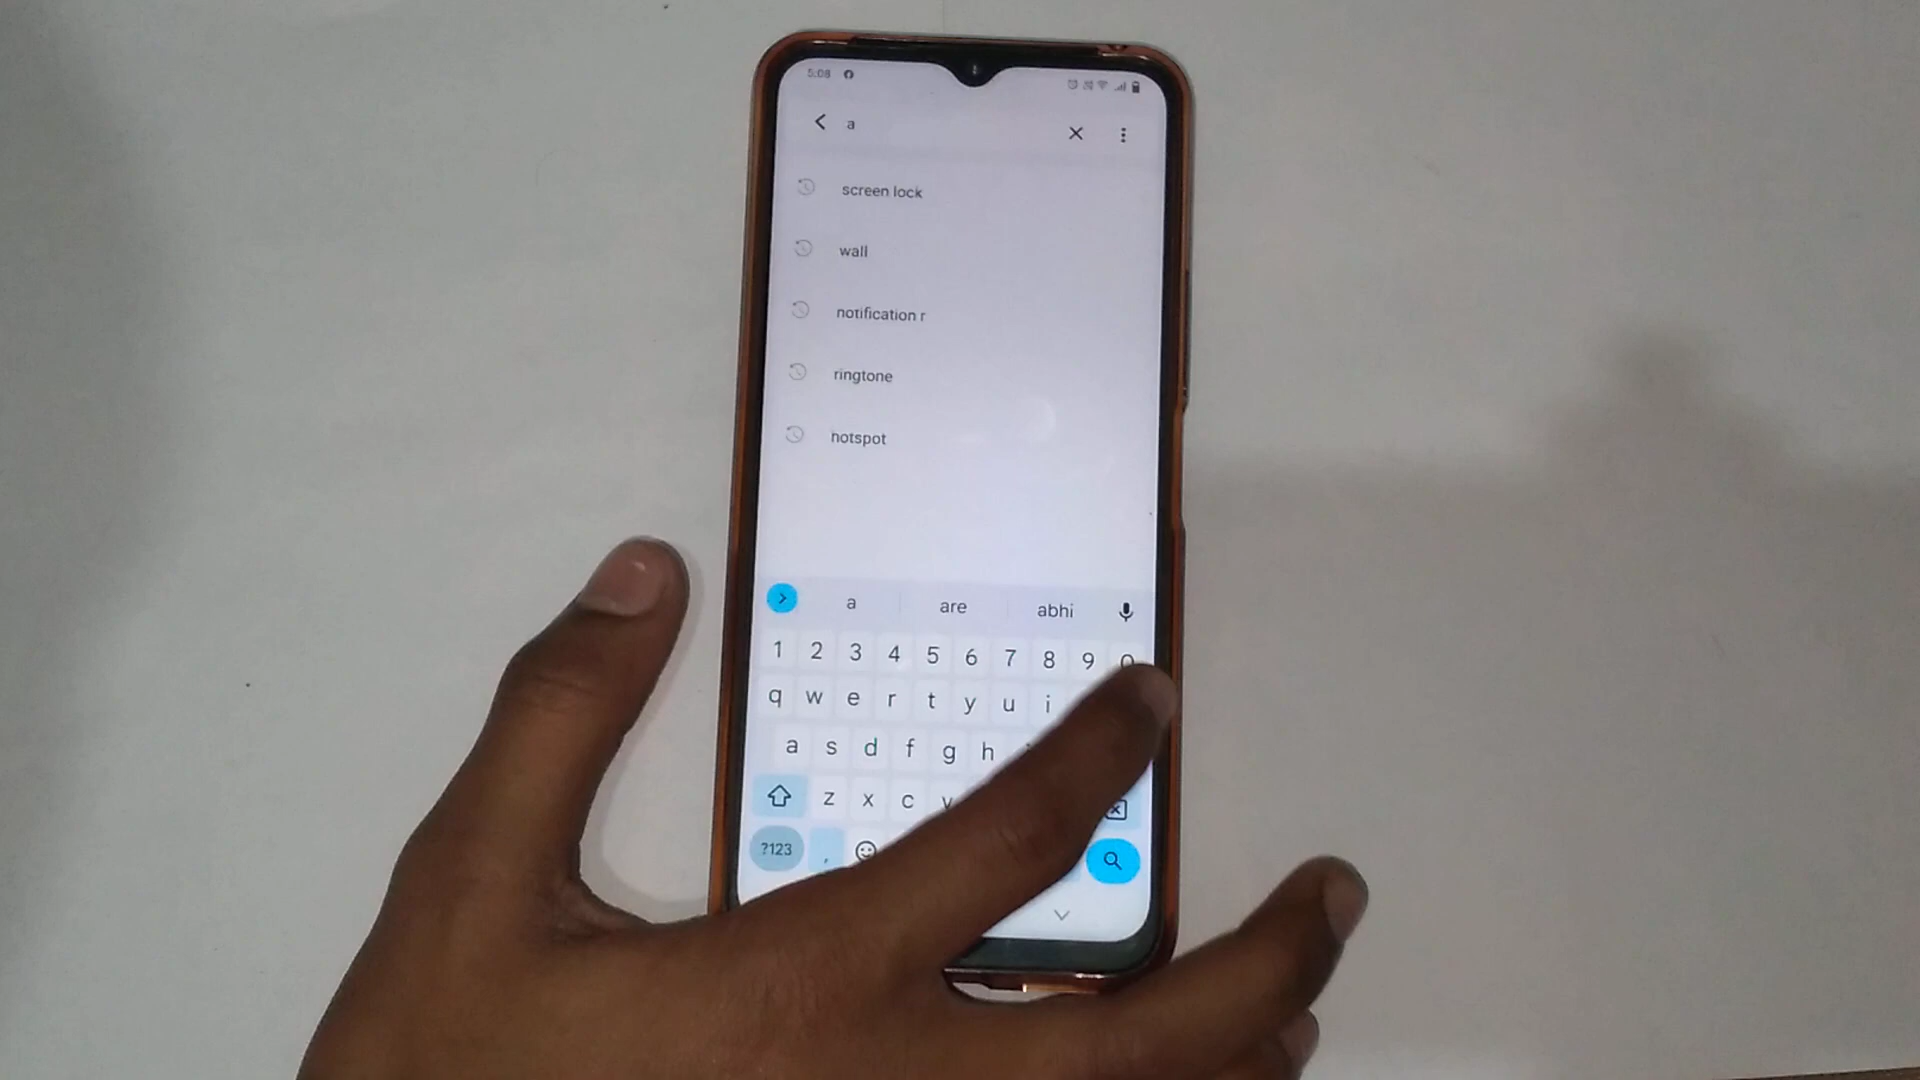 5:08
a
screen lock
wall
notification r
ringtone
hotspot
a are abhi
1 2 3 4 5 6 7 8 9 0
q w e r t y u i
a s d f g h
z x c v
?123 ,